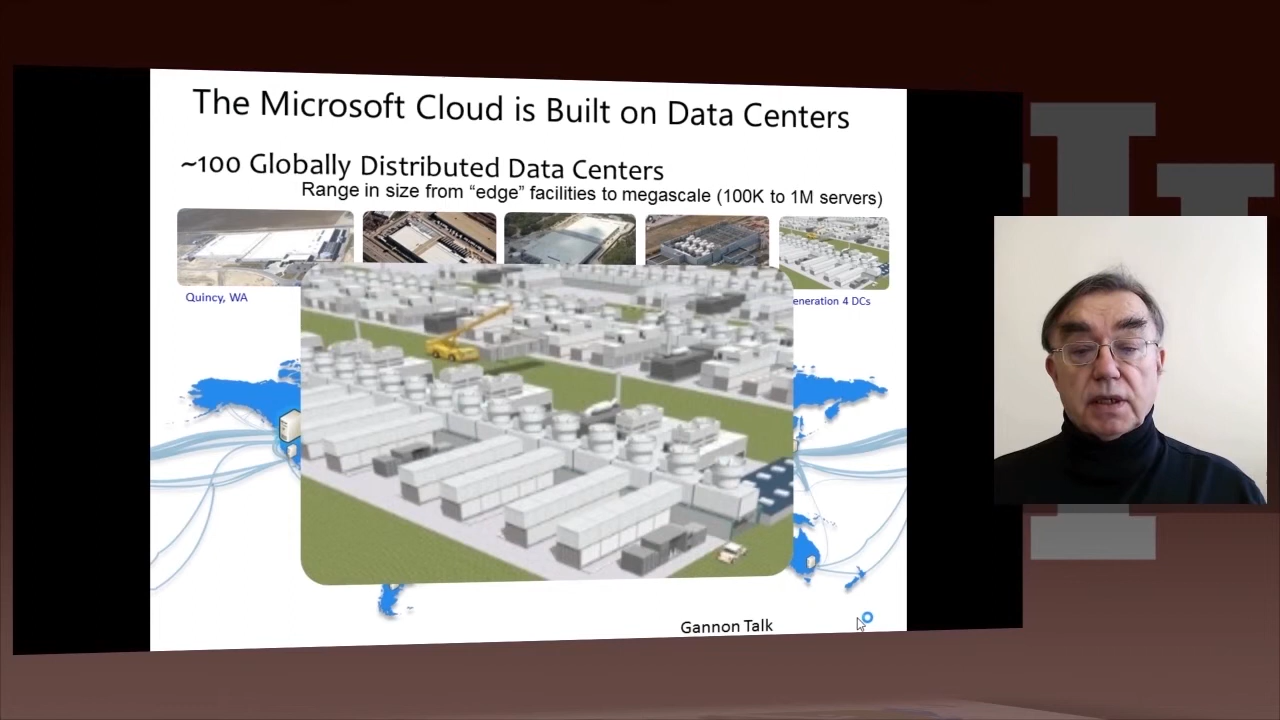 The Microsoft Cloud is Built on Data Centers
~100 Globally Distributed Data Centers
Range in size from “edge” facilities to megascale (100K to 1M servers)
Quincy, WA
eneration 4 DCs
Gannon Talk